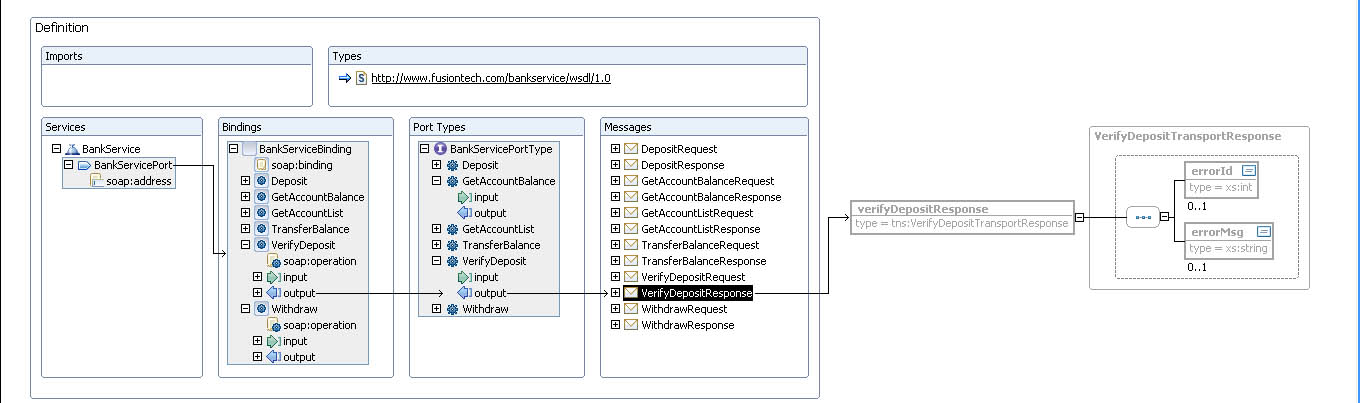 Definition
Imports
Types
http://www.fusiontech.com/bankservice/wsdl/1.0
Services
BankService
BankServicePort
soap:address
Bindings
BankServiceBinding
soap:binding
Deposit
GetAccountBalance
GetAccountList
TransferBalance
VerifyDeposit
soap:operation
input
output
Withdraw
soap:operation
input
output
Port Types
BankServicePortType
Deposit
GetAccountBalance
input
output
GetAccountList
TransferBalance
VerifyDeposit
input
output
Withdraw
Messages
DepositRequest
DepositResponse
GetAccountBalanceRequest
GetAccountBalanceResponse
GetAccountListRequest
GetAccountListResponse
TransferBalanceRequest
TransferBalanceResponse
VerifyDepositRequest
VerifyDepositResponse
WithdrawRequest
WithdrawResponse
verifyDepositResponse
type = tns:VerifyDepositTransportResponse
VerifyDepositTransportResponse
errorId
type = xs:int
0..1
errorMsg
type = xs:string
0..1